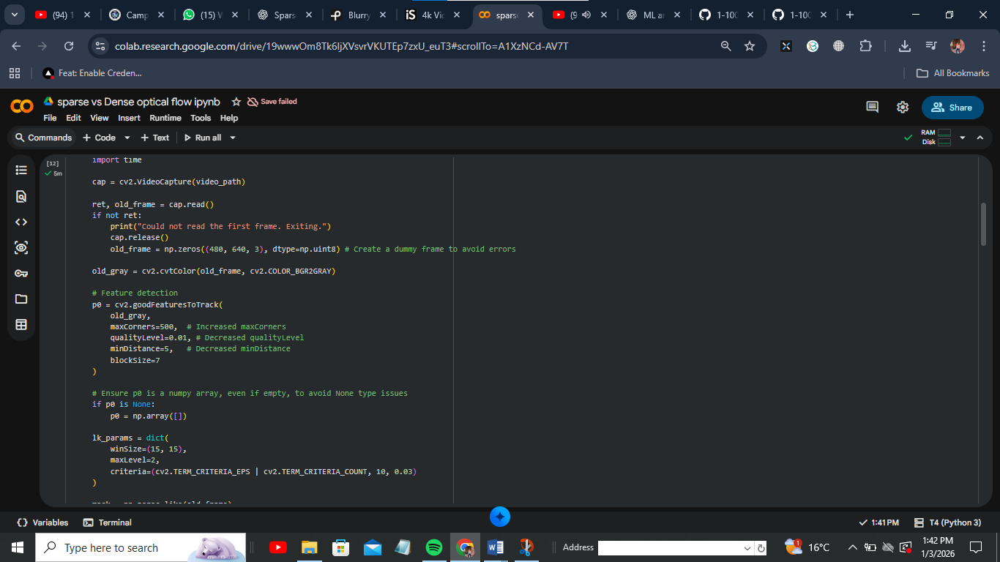 (94) 1
Camp
(15) W
Spars
Blurry
iS 4k Vic
sparse
(9
ML ar
1-100
1-100
colab.research.google.com/drive/19wwwOm8Tk6ljXVsvrVKUTEp7zxU_euT3#scrollTo=A1XzNCd-AV7T
Feat: Enable Creden...
All Bookmarks
sparse vs Dense optical flow ipynb
Save failed
File Edit View Insert Runtime Tools Help
Share
Commands + Code + Text Run all
RAM
Disk
[12]
5m
import time
cap = cv2.VideoCapture(video_path)
ret, old_frame = cap.read()
if not ret:
    print("Could not read the first frame. Exiting.")
    cap.release()
    old_frame = np.zeros((480, 640, 3), dtype=np.uint8) # Create a dummy frame to avoid errors
old_gray = cv2.cvtColor(old_frame, cv2.COLOR_BGR2GRAY)
# Feature detection
p0 = cv2.goodFeaturesToTrack(
    old_gray,
    maxCorners=500,  # Increased maxCorners
    qualityLevel=0.01, # Decreased qualityLevel
    minDistance=5,   # Decreased minDistance
    blockSize=7
)
# Ensure p0 is a numpy array, even if empty, to avoid None type issues
if p0 is None:
    p0 = np.array([])
lk_params = dict(
    winSize=(15, 15),
    maxLevel=2,
    criteria=(cv2.TERM_CRITERIA_EPS | cv2.TERM_CRITERIA_COUNT, 10, 0.03)
)
mask = np.zeros_like(old_frame)
Variables
Terminal
1:41 PM
T4 (Python 3)
Type here to search
Address
1
16°C
1:42 PM
1/3/2026